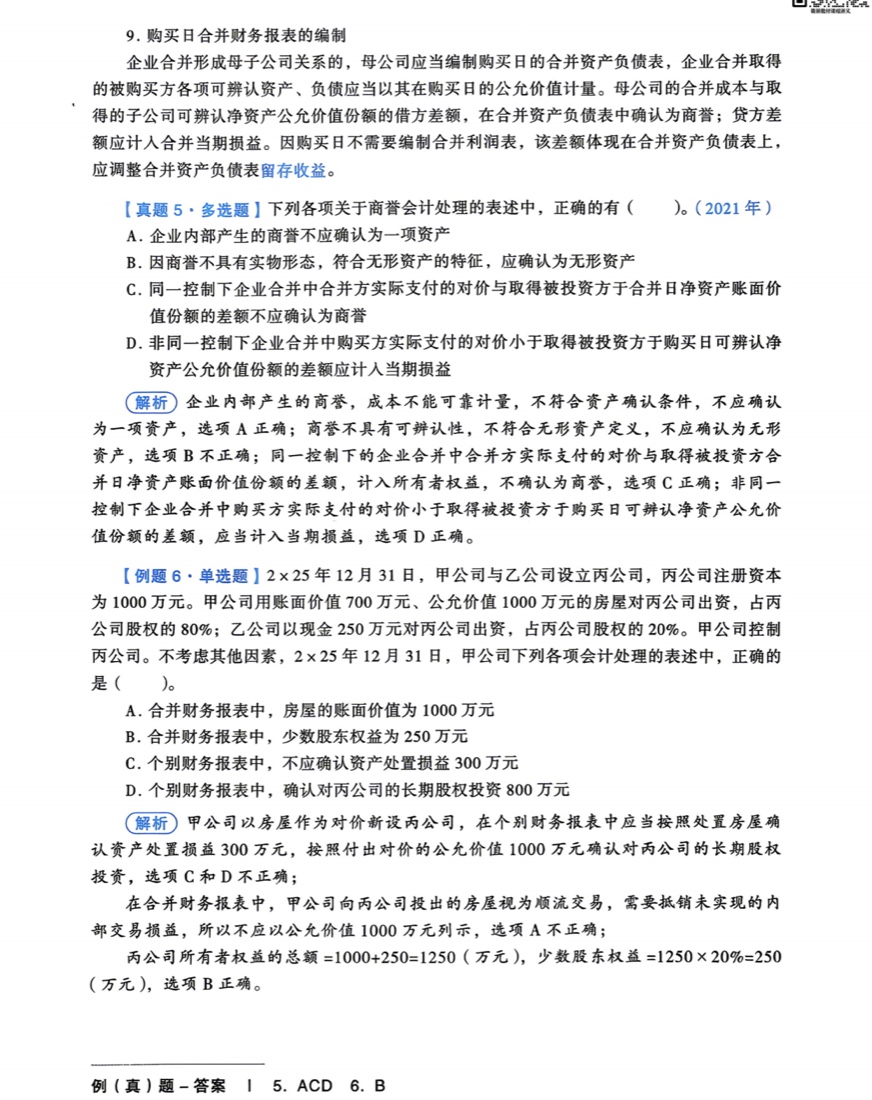 9. 购买日合并财务报表的编制
企业合并形成母子公司关系的，母公司应当编制购买日的合并资产负债表，企业合并取得
的被购买方各项可辨认资产、负债应当以其在购买日的公允价值计量。母公司的合并成本与取
得的子公司可辨认净资产公允价值份额的借方差额，在合并资产负债表中确认为商誉；贷方差
额应计入合并当期损益。因购买日不需要编制合并利润表，该差额体现在合并资产负债表上，
应调整合并资产负债表留存收益。
【真题 5·多选题】下列各项关于商誉会计处理的表述中，正确的有（　　）。（2021 年）
A. 企业内部产生的商誉不应确认为一项资产
B. 因商誉不具有实物形态，符合无形资产的特征，应确认为无形资产
C. 同一控制下企业合并中合并方实际支付的对价与取得被投资方于合并日净资产账面价
值份额的差额不应确认为商誉
D. 非同一控制下企业合并中购买方实际支付的对价小于取得被投资方于购买日可辨认净
资产公允价值份额的差额应计入当期损益
解析 企业内部产生的商誉，成本不能可靠计量，不符合资产确认条件，不应确认
为一项资产，选项 A 正确；商誉不具有可辨认性，不符合无形资产定义，不应确认为无形
资产，选项 B 不正确；同一控制下的企业合并中合并方实际支付的对价与取得被投资方合
并日净资产账面价值份额的差额，计入所有者权益，不确认为商誉，选项 C 正确；非同一
控制下企业合并中购买方实际支付的对价小于取得被投资方于购买日可辨认净资产公允价
值份额的差额，应当计入当期损益，选项 D 正确。
【例题 6·单选题】2×25 年 12 月 31 日，甲公司与乙公司设立丙公司，丙公司注册资本
为 1000 万元。甲公司用账面价值 700 万元、公允价值 1000 万元的房屋对丙公司出资，占丙
公司股权的 80%；乙公司以现金 250 万元对丙公司出资，占丙公司股权的 20%。甲公司控制
丙公司。不考虑其他因素，2×25 年 12 月 31 日，甲公司下列各项会计处理的表述中，正确的
是（　　）。
A. 合并财务报表中，房屋的账面价值为 1000 万元
B. 合并财务报表中，少数股东权益为 250 万元
C. 个别财务报表中，不应确认资产处置损益 300 万元
D. 个别财务报表中，确认对丙公司的长期股权投资 800 万元
解析 甲公司以房屋作为对价新设丙公司，在个别财务报表中应当按照处置房屋确
认资产处置损益 300 万元，按照付出对价的公允价值 1000 万元确认对丙公司的长期股权
投资，选项 C 和 D 不正确；
在合并财务报表中，甲公司向丙公司投出的房屋视为顺流交易，需要抵销未实现的内
部交易损益，所以不应以公允价值 1000 万元列示，选项 A 不正确；
丙公司所有者权益的总额 =1000+250=1250（万元），少数股东权益 =1250×20%=250
（万元），选项 B 正确。
例（真）题 – 答案 | 5. ACD 6. B